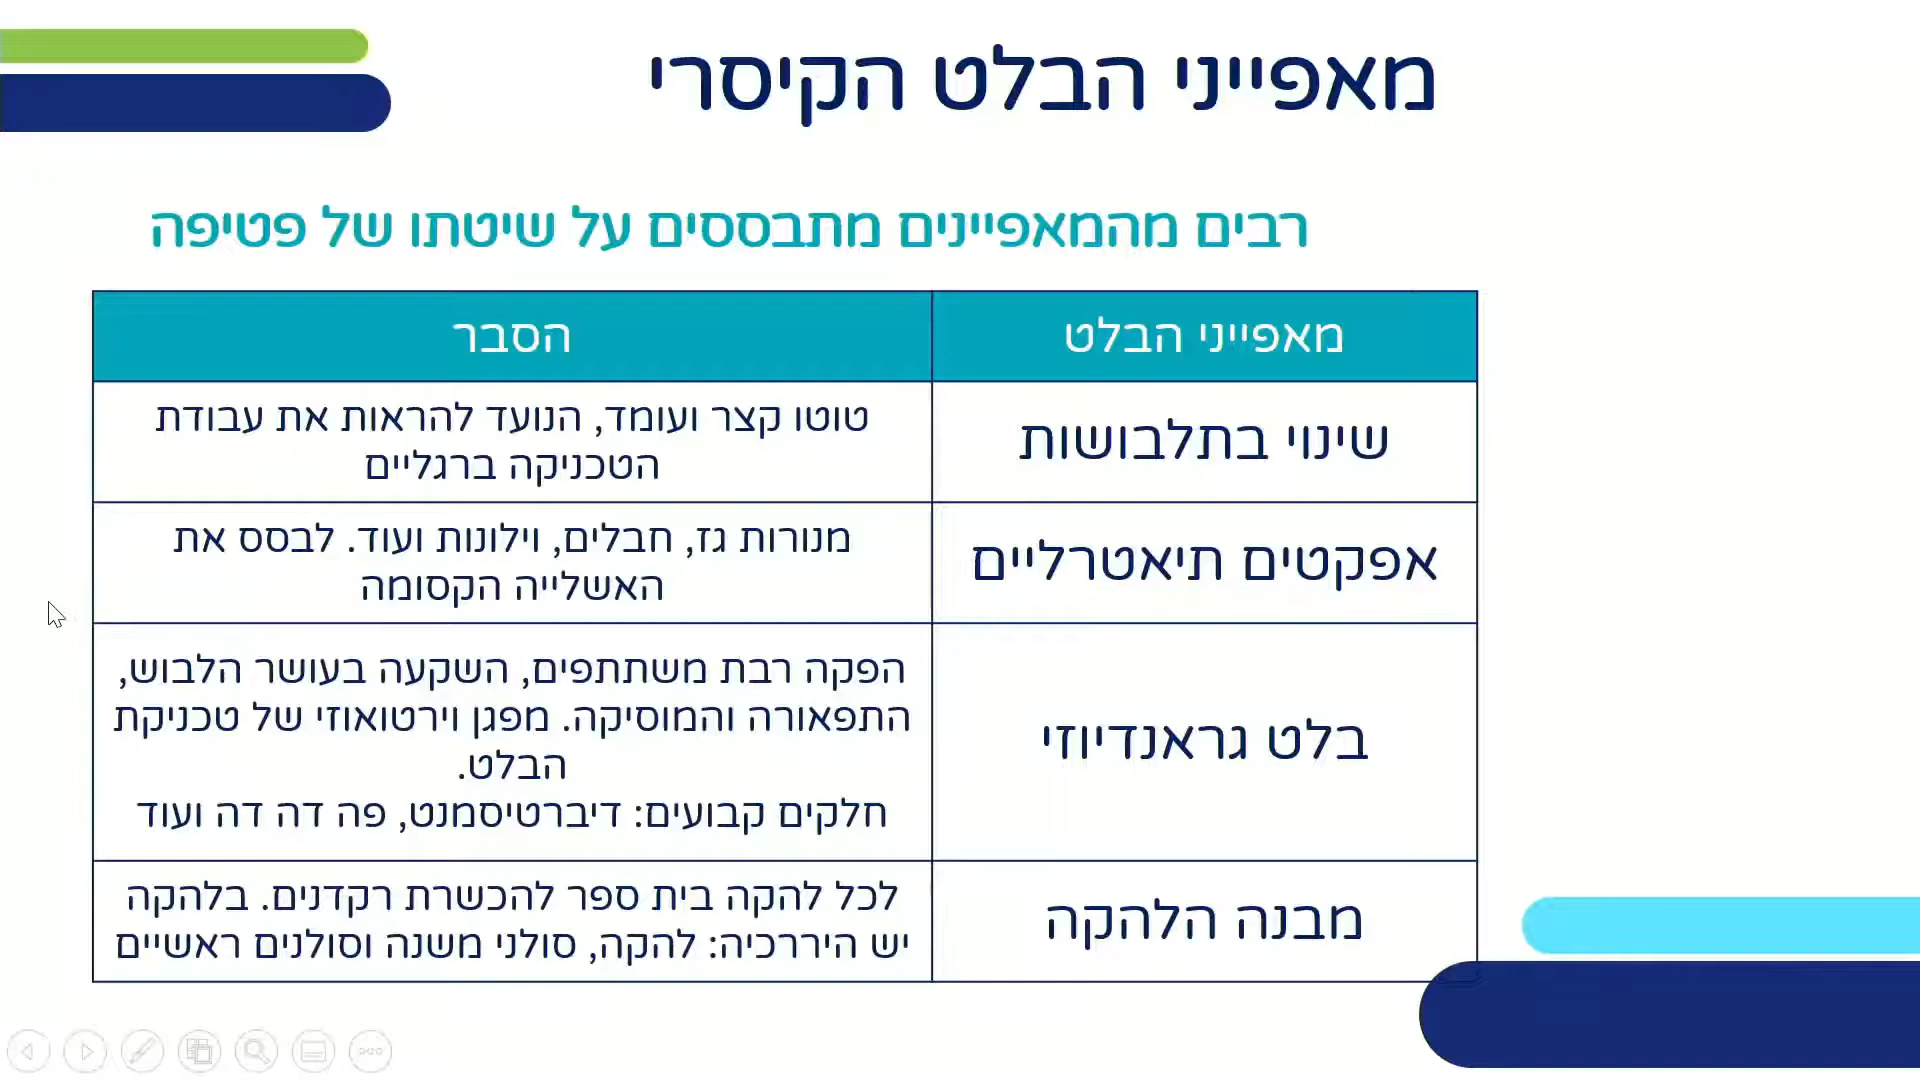 מאפייני הבלט הקיסרי
רבים מהמאפיינים מתבססים על שיטתו של פטיפה
מאפייני הבלט
הסבר
שינוי בתלבושות
טוטו קצר ועומד, הנועד להראות את עבודת
הטכניקה ברגליים
אפקטים תיאטרליים
מנורות גז, חבלים, וילונות ועוד. לבסס את
האשלייה הקסומה
בלט גראנדיוזי
הפקה רבת משתתפים, השקעה בעושר הלבוש,
התפאורה והמוסיקה. מפגן וירטואוזי של טכניקת
הבלט.
חלקים קבועים: דיברטיסמנט, פה דה דה ועוד
מבנה הלהקה
לכל להקה בית ספר להכשרת רקדנים. בלהקה
יש היררכיה: להקה, סולני משנה וסולנים ראשיים